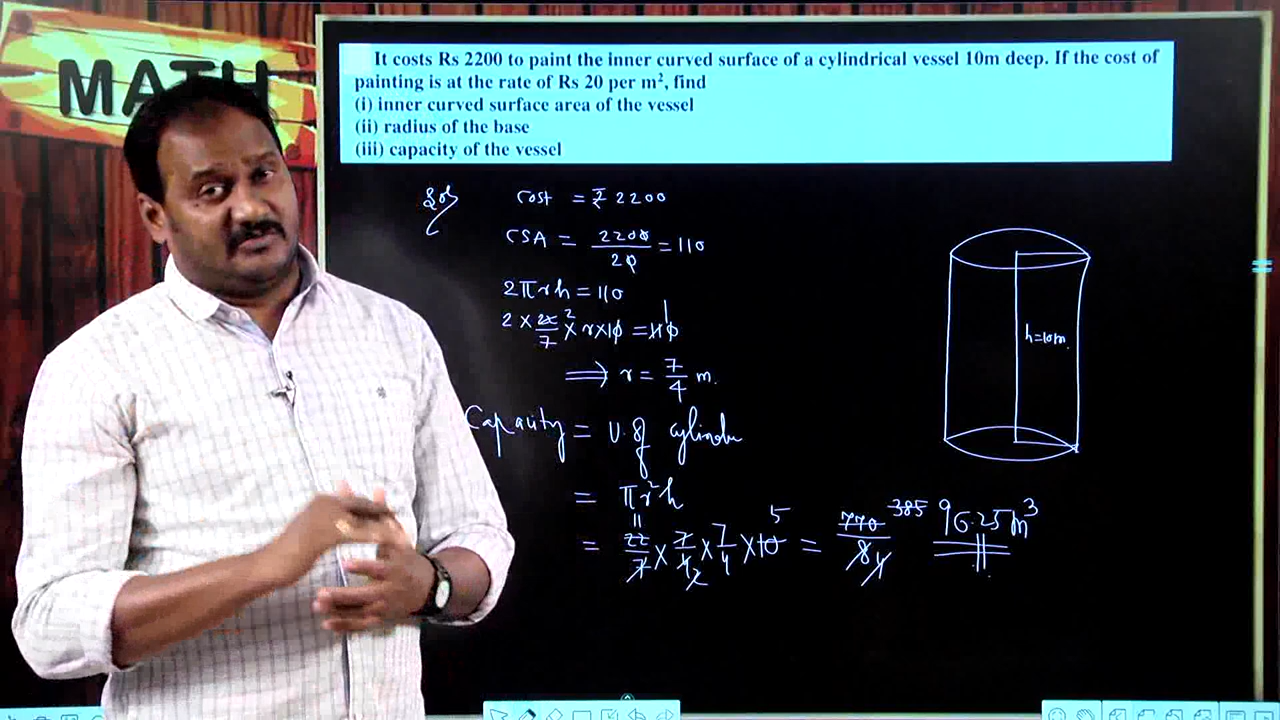 MATH
It costs Rs 2200 to paint the inner curved surface of a cylindrical vessel 10m deep. If the cost of
painting is at the rate of Rs 20 per m², find
(i) inner curved surface area of the vessel
(ii) radius of the base
(iii) capacity of the vessel
Sol
Cost = ₹ 2200
CSA = 2200/20 = 110
2πrh = 110
2 × 22/7 × r × 10 = 110
⟹ r = 7/4 m.
h=10m.
Capacity = V. of cylinder
= πr²h
= 22/7 × 7/4 × 7/4 × 10 = 770/8 385/4 96.25 m³